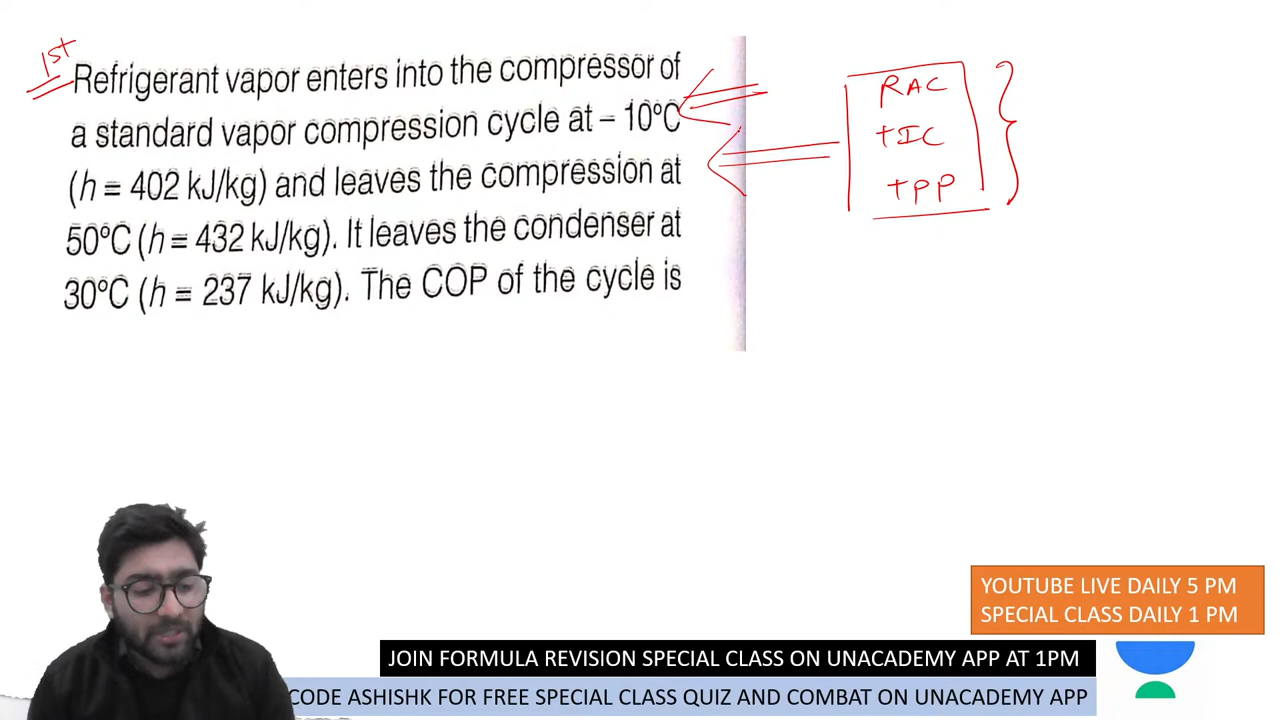 1st
Refrigerant vapor enters into the compressor of
a standard vapor compression cycle at – 10°C
(h = 402 kJ/kg) and leaves the compression at
50°C (h = 432 kJ/kg). It leaves the condenser at
30°C (h = 237 kJ/kg). The COP of the cycle is
RAC
+IC
+PP
YOUTUBE LIVE DAILY 5 PM
SPECIAL CLASS DAILY 1 PM
JOIN FORMULA REVISION SPECIAL CLASS ON UNACADEMY APP AT 1PM
CODE ASHISHK FOR FREE SPECIAL CLASS QUIZ AND COMBAT ON UNACADEMY APP